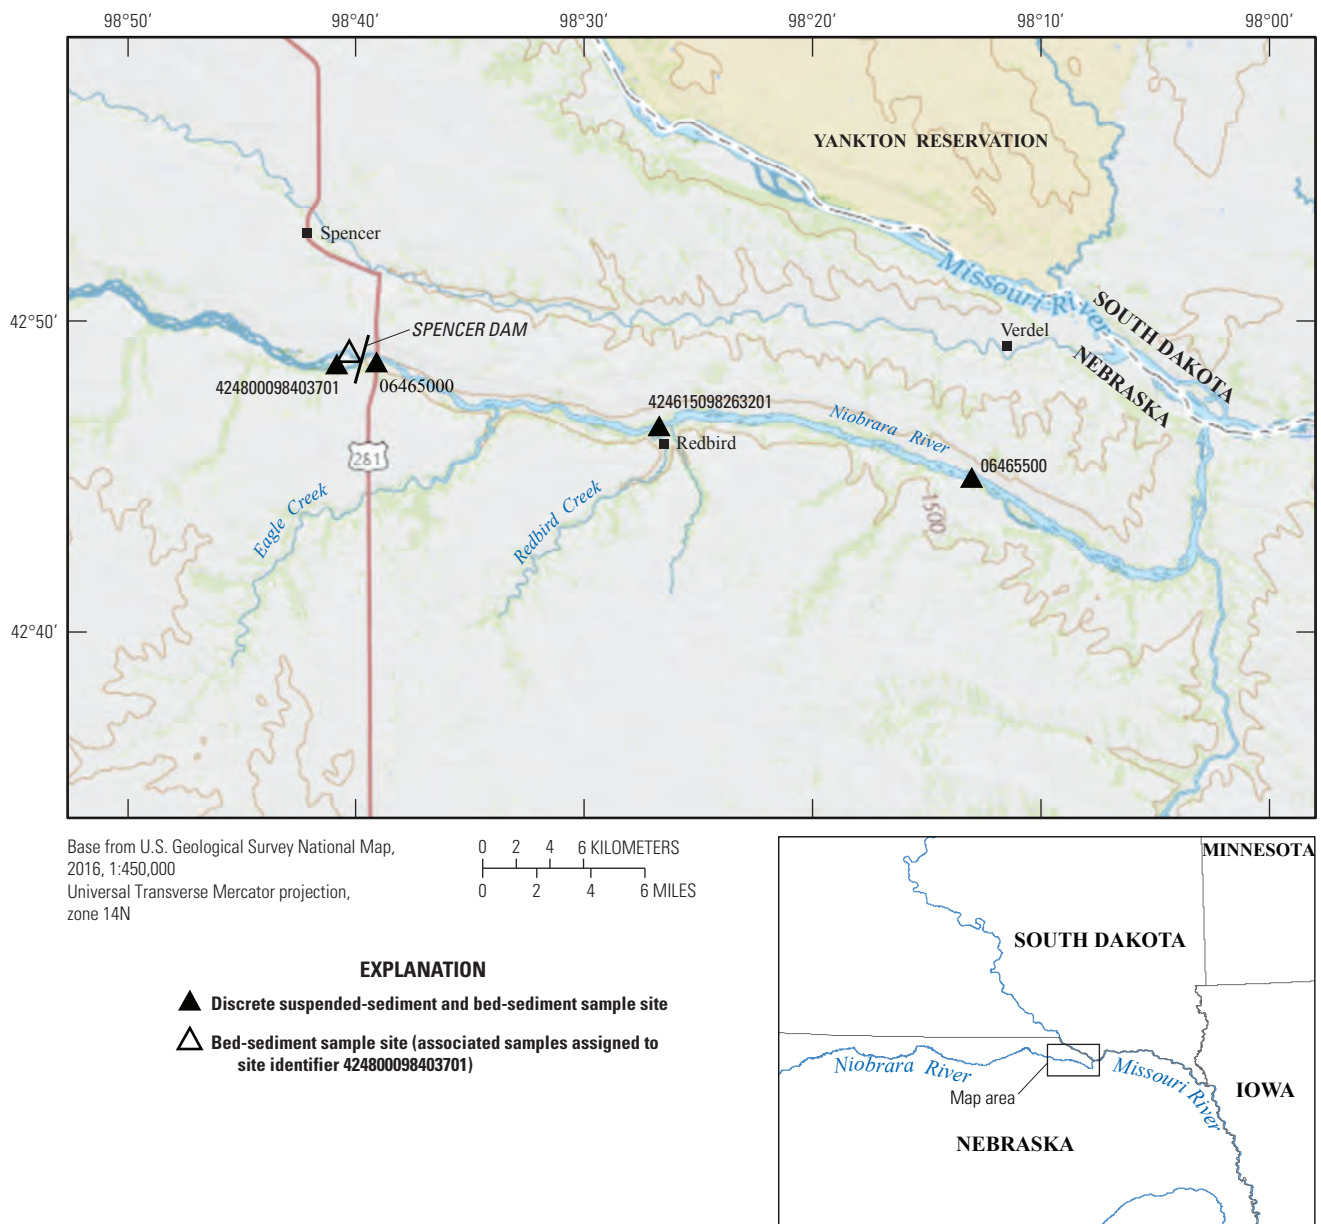 98°50’ 98°40’ 98°30’ 98°20’ 98°10’ 98°00’
YANKTON RESERVATION
Spencer
Missouri River
SOUTH DAKOTA
42°50’
SPENCER DAM
Verdel
NEBRASKA
424800098403701
06465000
424615098263201
Niobrara River
Redbird
281
06465500
Eagle Creek
Redbird Creek
1500
42°40’
Base from U.S. Geological Survey National Map,
2016, 1:450,000
Universal Transverse Mercator projection,
zone 14N
0 2 4 6 KILOMETERS
0 2 4 6 MILES
EXPLANATION
Discrete suspended-sediment and bed-sediment sample site
Bed-sediment sample site (associated samples assigned to
site identifier 424800098403701)
MINNESOTA
SOUTH DAKOTA
Niobrara River
Missouri River
Map area
IOWA
NEBRASKA